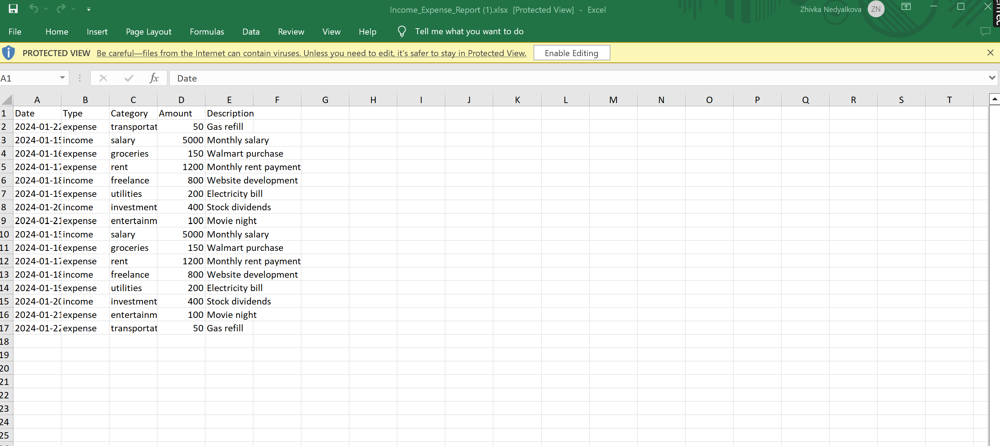 Income_Expense_Report (1).xlsx [Protected View] - Excel
Zhivka Nedyalkova ZN
File Home Insert Page Layout Formulas Data Review View Help Tell me what you want to do
PROTECTED VIEW Be careful—files from the Internet can contain viruses. Unless you need to edit, it's safer to stay in Protected View. Enable Editing
A1 fx Date
A B C D E F G H I J K L M N O P Q R S T
1 Date Type Category Amount Description
2 2024-01-22 expense transportat 50 Gas refill
3 2024-01-15 income salary 5000 Monthly salary
4 2024-01-16 expense groceries 150 Walmart purchase
5 2024-01-17 expense rent 1200 Monthly rent payment
6 2024-01-18 income freelance 800 Website development
7 2024-01-19 expense utilities 200 Electricity bill
8 2024-01-20 income investment 400 Stock dividends
9 2024-01-21 expense entertainm 100 Movie night
10 2024-01-15 income salary 5000 Monthly salary
11 2024-01-16 expense groceries 150 Walmart purchase
12 2024-01-17 expense rent 1200 Monthly rent payment
13 2024-01-18 income freelance 800 Website development
14 2024-01-19 expense utilities 200 Electricity bill
15 2024-01-20 income investment 400 Stock dividends
16 2024-01-21 expense entertainm 100 Movie night
17 2024-01-22 expense transportat 50 Gas refill
18
19
20
21
22
23
24
25